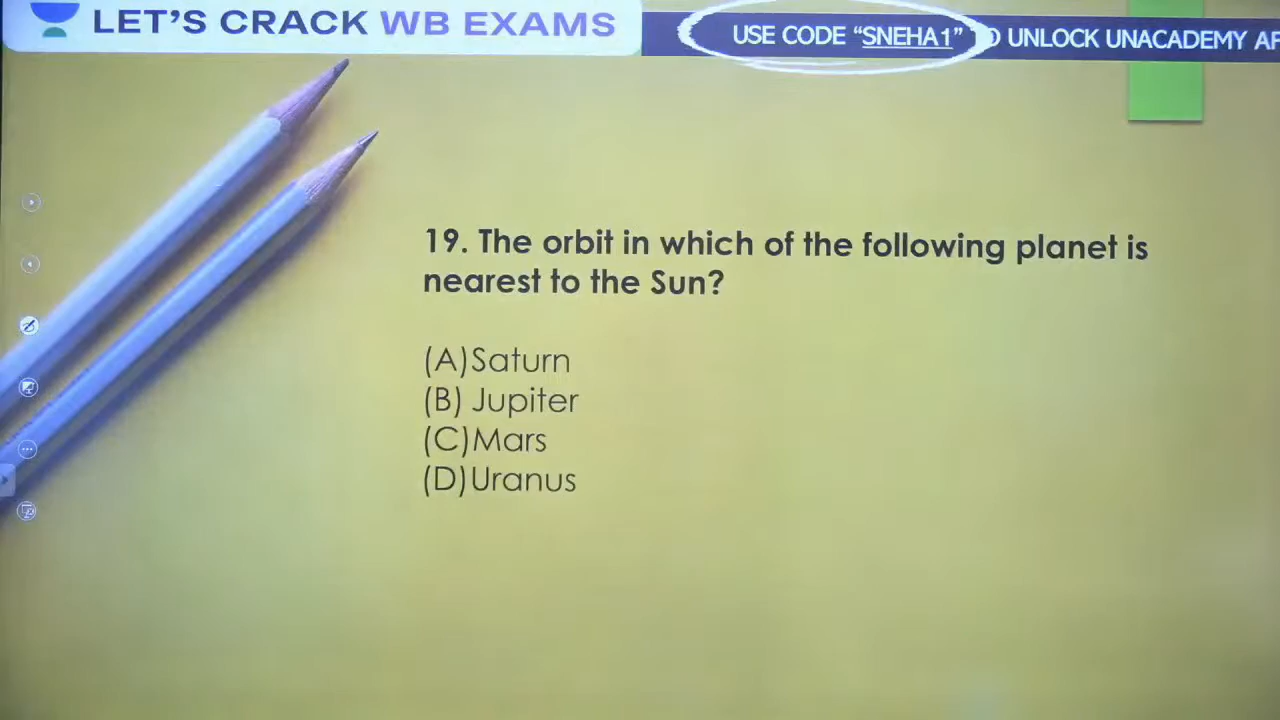 LET'S CRACK WB EXAMS
USE CODE “SNEHA1” TO UNLOCK UNACADEMY
19. The orbit in which of the following planet is
nearest to the Sun?
(A)Saturn
(B) Jupiter
(C)Mars
(D)Uranus